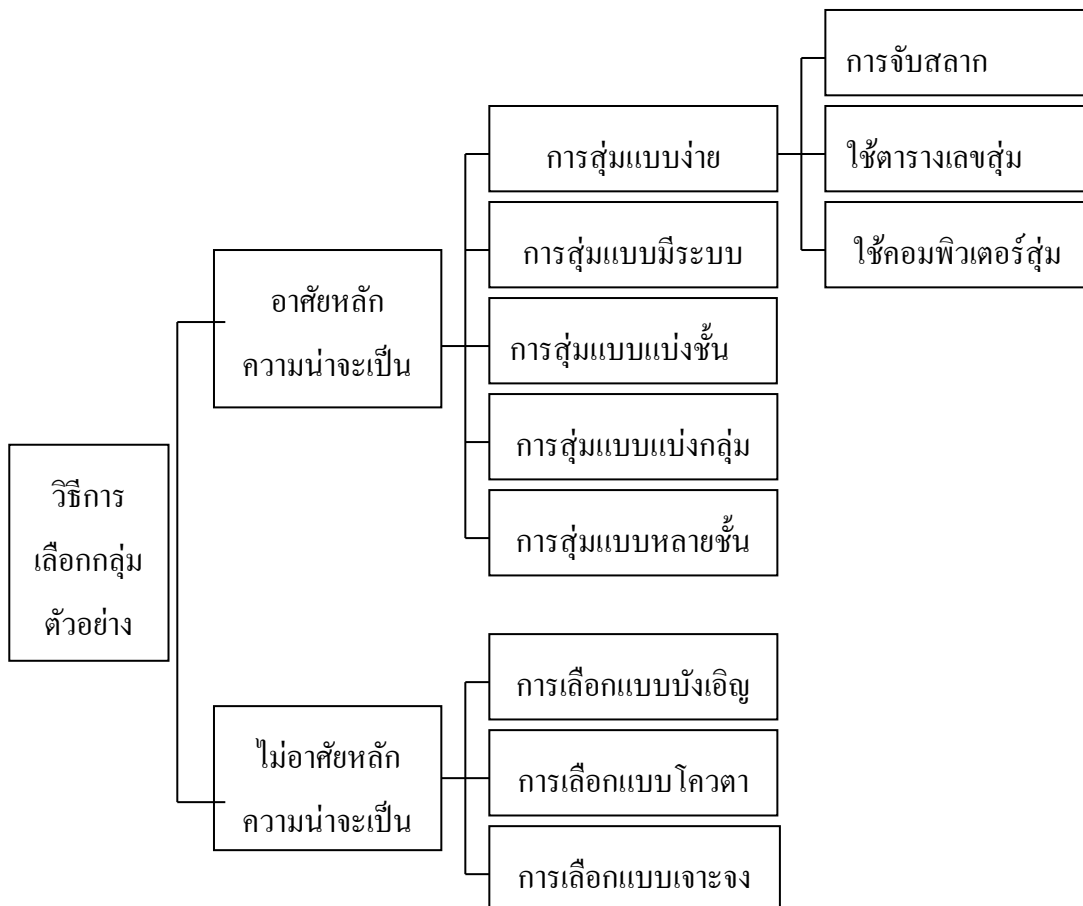 วิธีการ
เลือกกลุ่ม
ตัวอย่าง
อาศัยหลัก
ความน่าจะเป็น
การสุ่มแบบง่าย
การจับสลาก
ใช้ตารางเลขสุ่ม
ใช้คอมพิวเตอร์สุ่ม
การสุ่มแบบมีระบบ
การสุ่มแบบแบ่งชั้น
การสุ่มแบบแบ่งกลุ่ม
การสุ่มแบบหลายชั้น
ไม่อาศัยหลัก
ความน่าจะเป็น
การเลือกแบบบังเอิญ
การเลือกแบบโควตา
การเลือกแบบเจาะจง